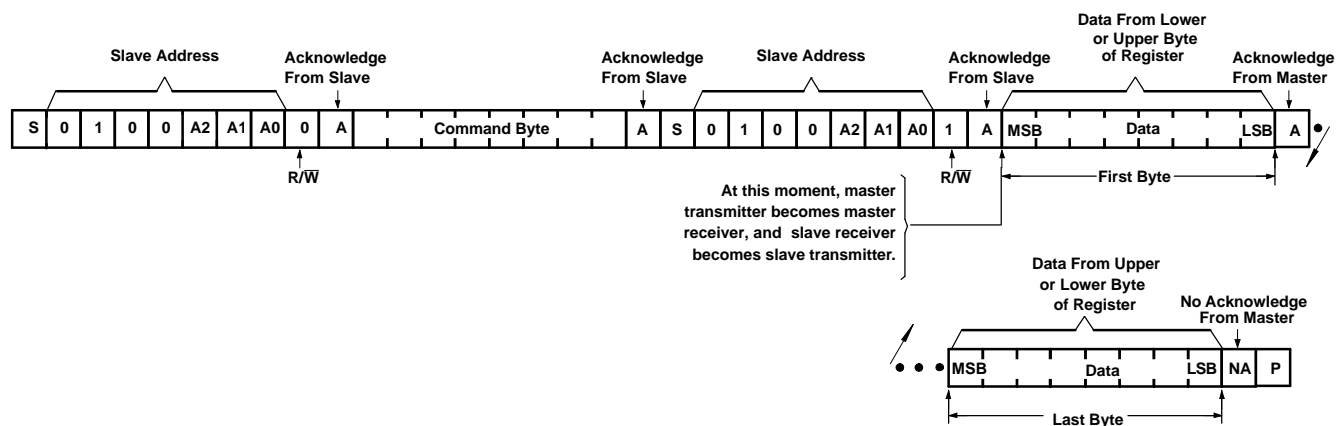 Slave Address
Acknowledge
From Slave
Acknowledge
From Slave
Slave Address
Acknowledge
From Slave
Data From Lower
or Upper Byte
of Register
Acknowledge
From Master
S 0 1 0 0 A2 A1 A0 0 A Command Byte A S 0 1 0 0 A2 A1 A0 1 A MSB Data LSB A
R/W̅
R/W̅
First Byte
At this moment, master
transmitter becomes master
receiver, and slave receiver
becomes slave transmitter.
Data From Upper
or Lower Byte
of Register
No Acknowledge
From Master
MSB Data LSB NA P
Last Byte